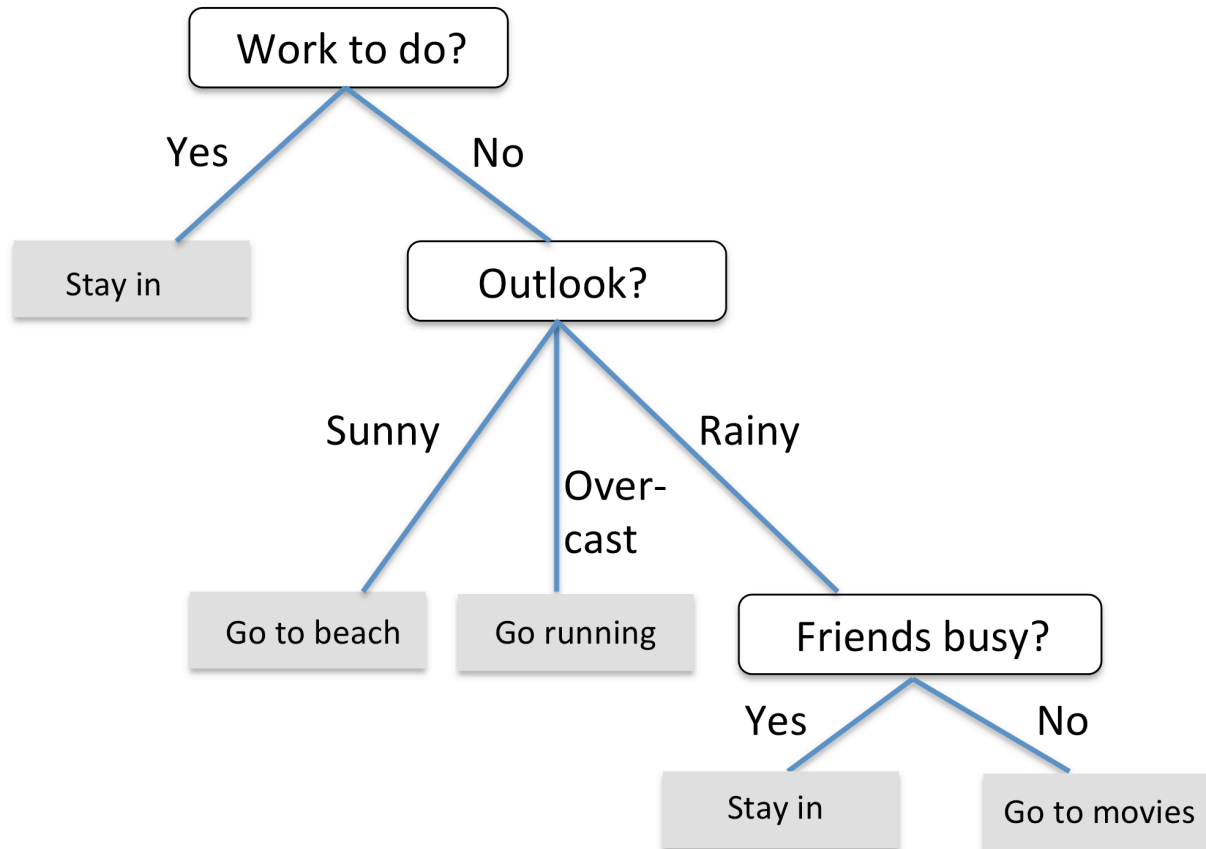 Work to do?
Yes
No
Stay in
Outlook?
Sunny
Rainy
Over-
cast
Go to beach
Go running
Friends busy?
Yes
No
Stay in
Go to movies